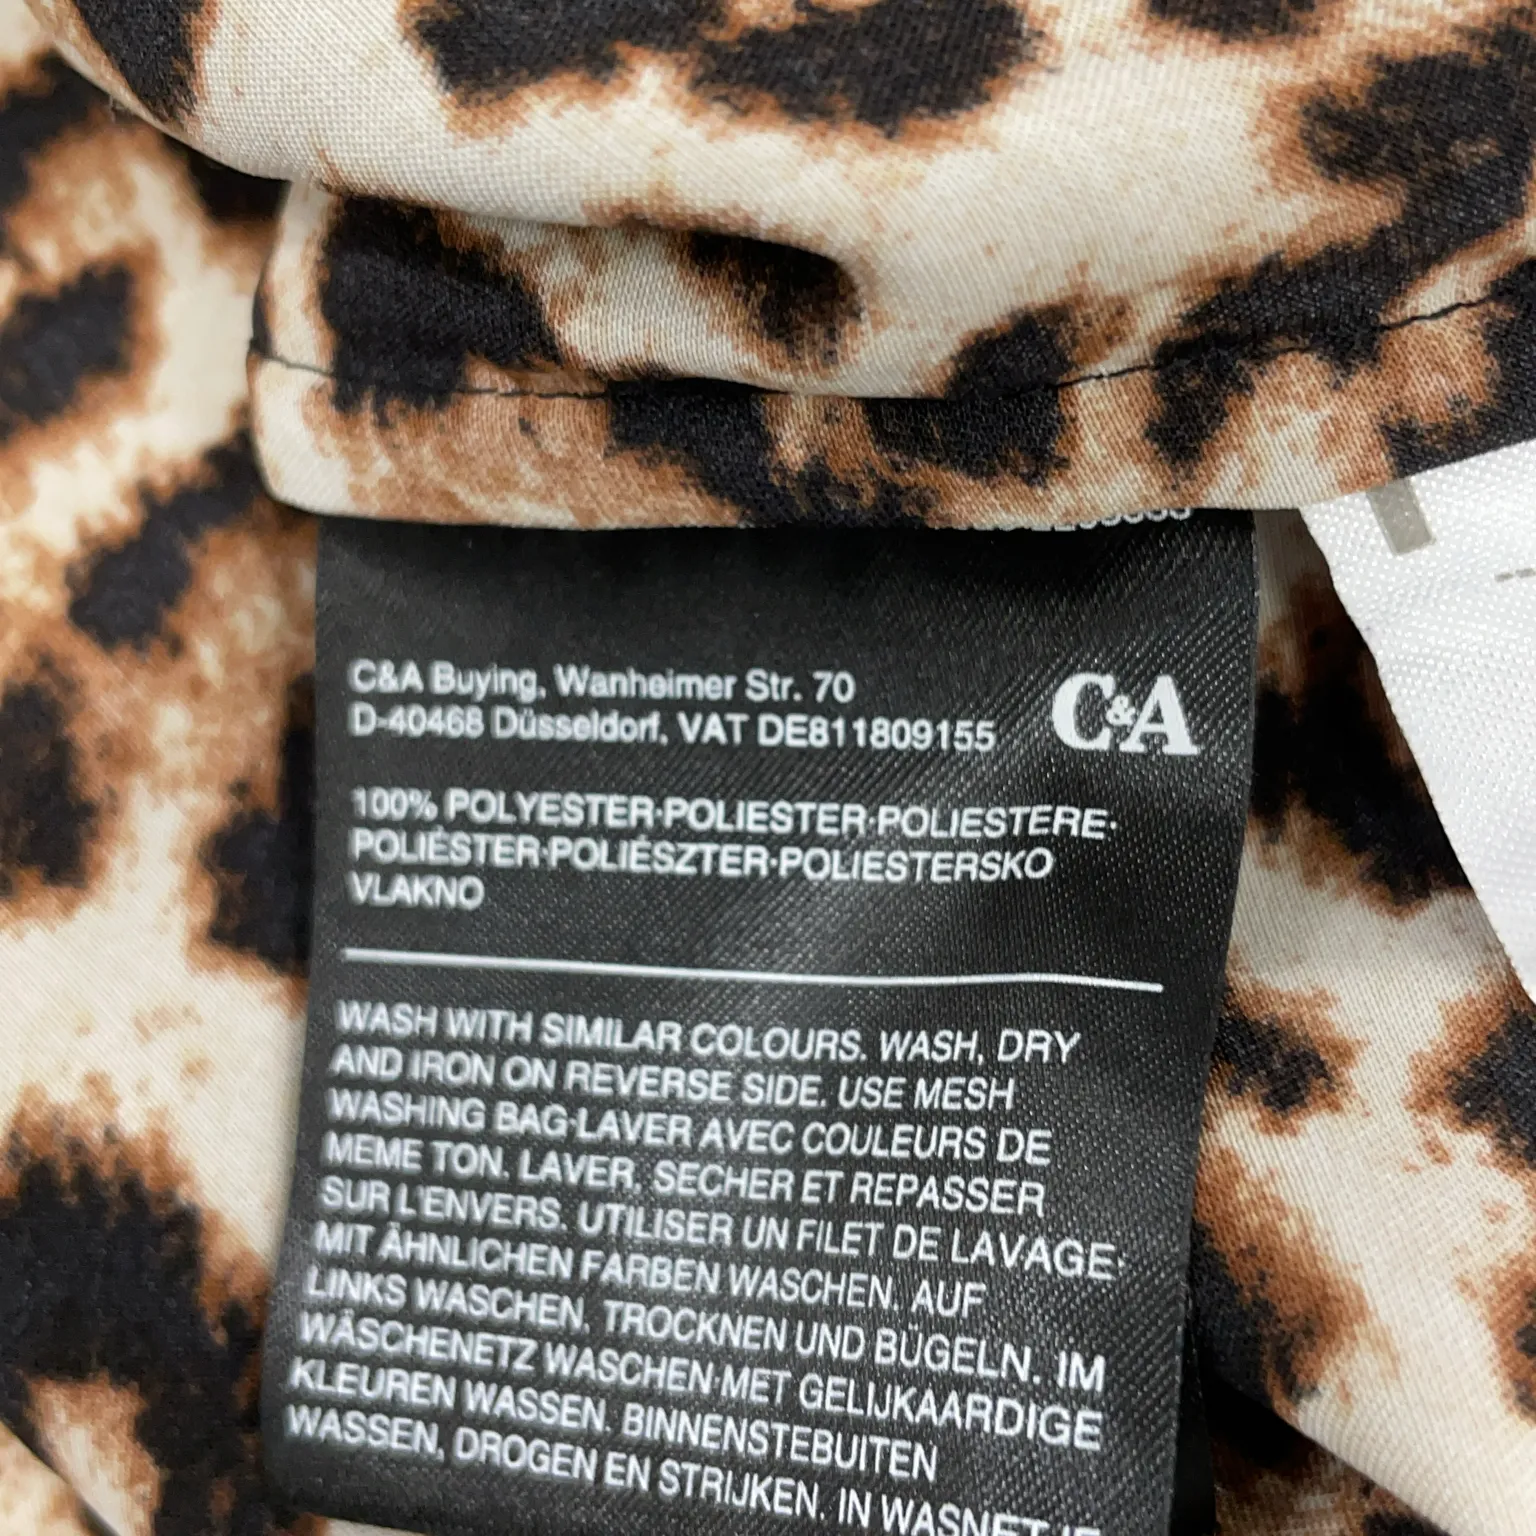 C&A Buying, Wanheimer Str. 70
D-40468 Düsseldorf, VAT DE811809155
C&A
100% POLYESTER·POLIESTER·POLIESTERE·
POLIÉSTER·POLIÉSZTER·POLIESTERSKO
VLAKNO
WASH WITH SIMILAR COLOURS. WASH, DRY
AND IRON ON REVERSE SIDE. USE MESH
WASHING BAG·LAVER AVEC COULEURS DE
MEME TON. LAVER, SECHER ET REPASSER
SUR L'ENVERS. UTILISER UN FILET DE LAVAGE·
MIT ÄHNLICHEN FARBEN WASCHEN. AUF
LINKS WASCHEN, TROCKNEN UND BÜGELN. IM
WÄSCHENETZ WASCHEN·MET GELIJKAARDIGE
KLEUREN WASSEN. BINNENSTEBUITEN
WASSEN, DROGEN EN STRIJKEN. IN WASNETJE